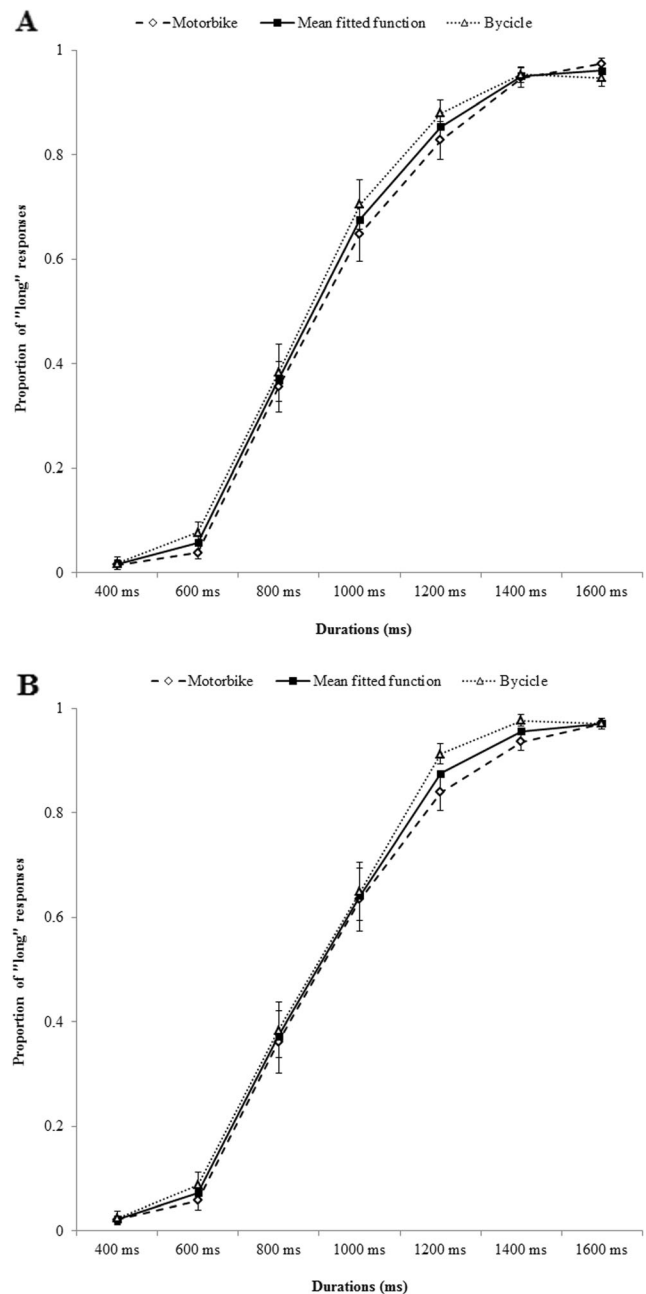 A
Motorbike Mean fitted function Bycicle
1
0.8
0.6
0.4
0.2
0
Proportion of "long" responses
400 ms 600 ms 800 ms 1000 ms 1200 ms 1400 ms 1600 ms
Durations (ms)
B
Motorbike Mean fitted function Bycicle
1
0.8
0.6
0.4
0.2
0
Proportion of "long" responses
400 ms 600 ms 800 ms 1000 ms 1200 ms 1400 ms 1600 ms
Durations (ms)